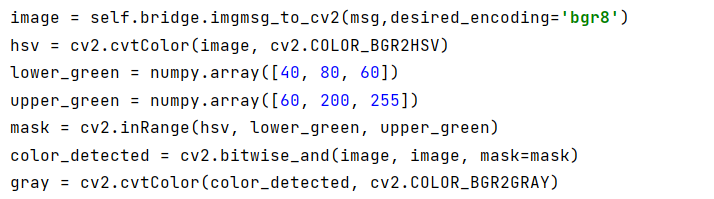 image = self.bridge.imgmsg_to_cv2(msg,desired_encoding='bgr8')
hsv = cv2.cvtColor(image, cv2.COLOR_BGR2HSV)
lower_green = numpy.array([40, 80, 60])
upper_green = numpy.array([60, 200, 255])
mask = cv2.inRange(hsv, lower_green, upper_green)
color_detected = cv2.bitwise_and(image, image, mask=mask)
gray = cv2.cvtColor(color_detected, cv2.COLOR_BGR2GRAY)